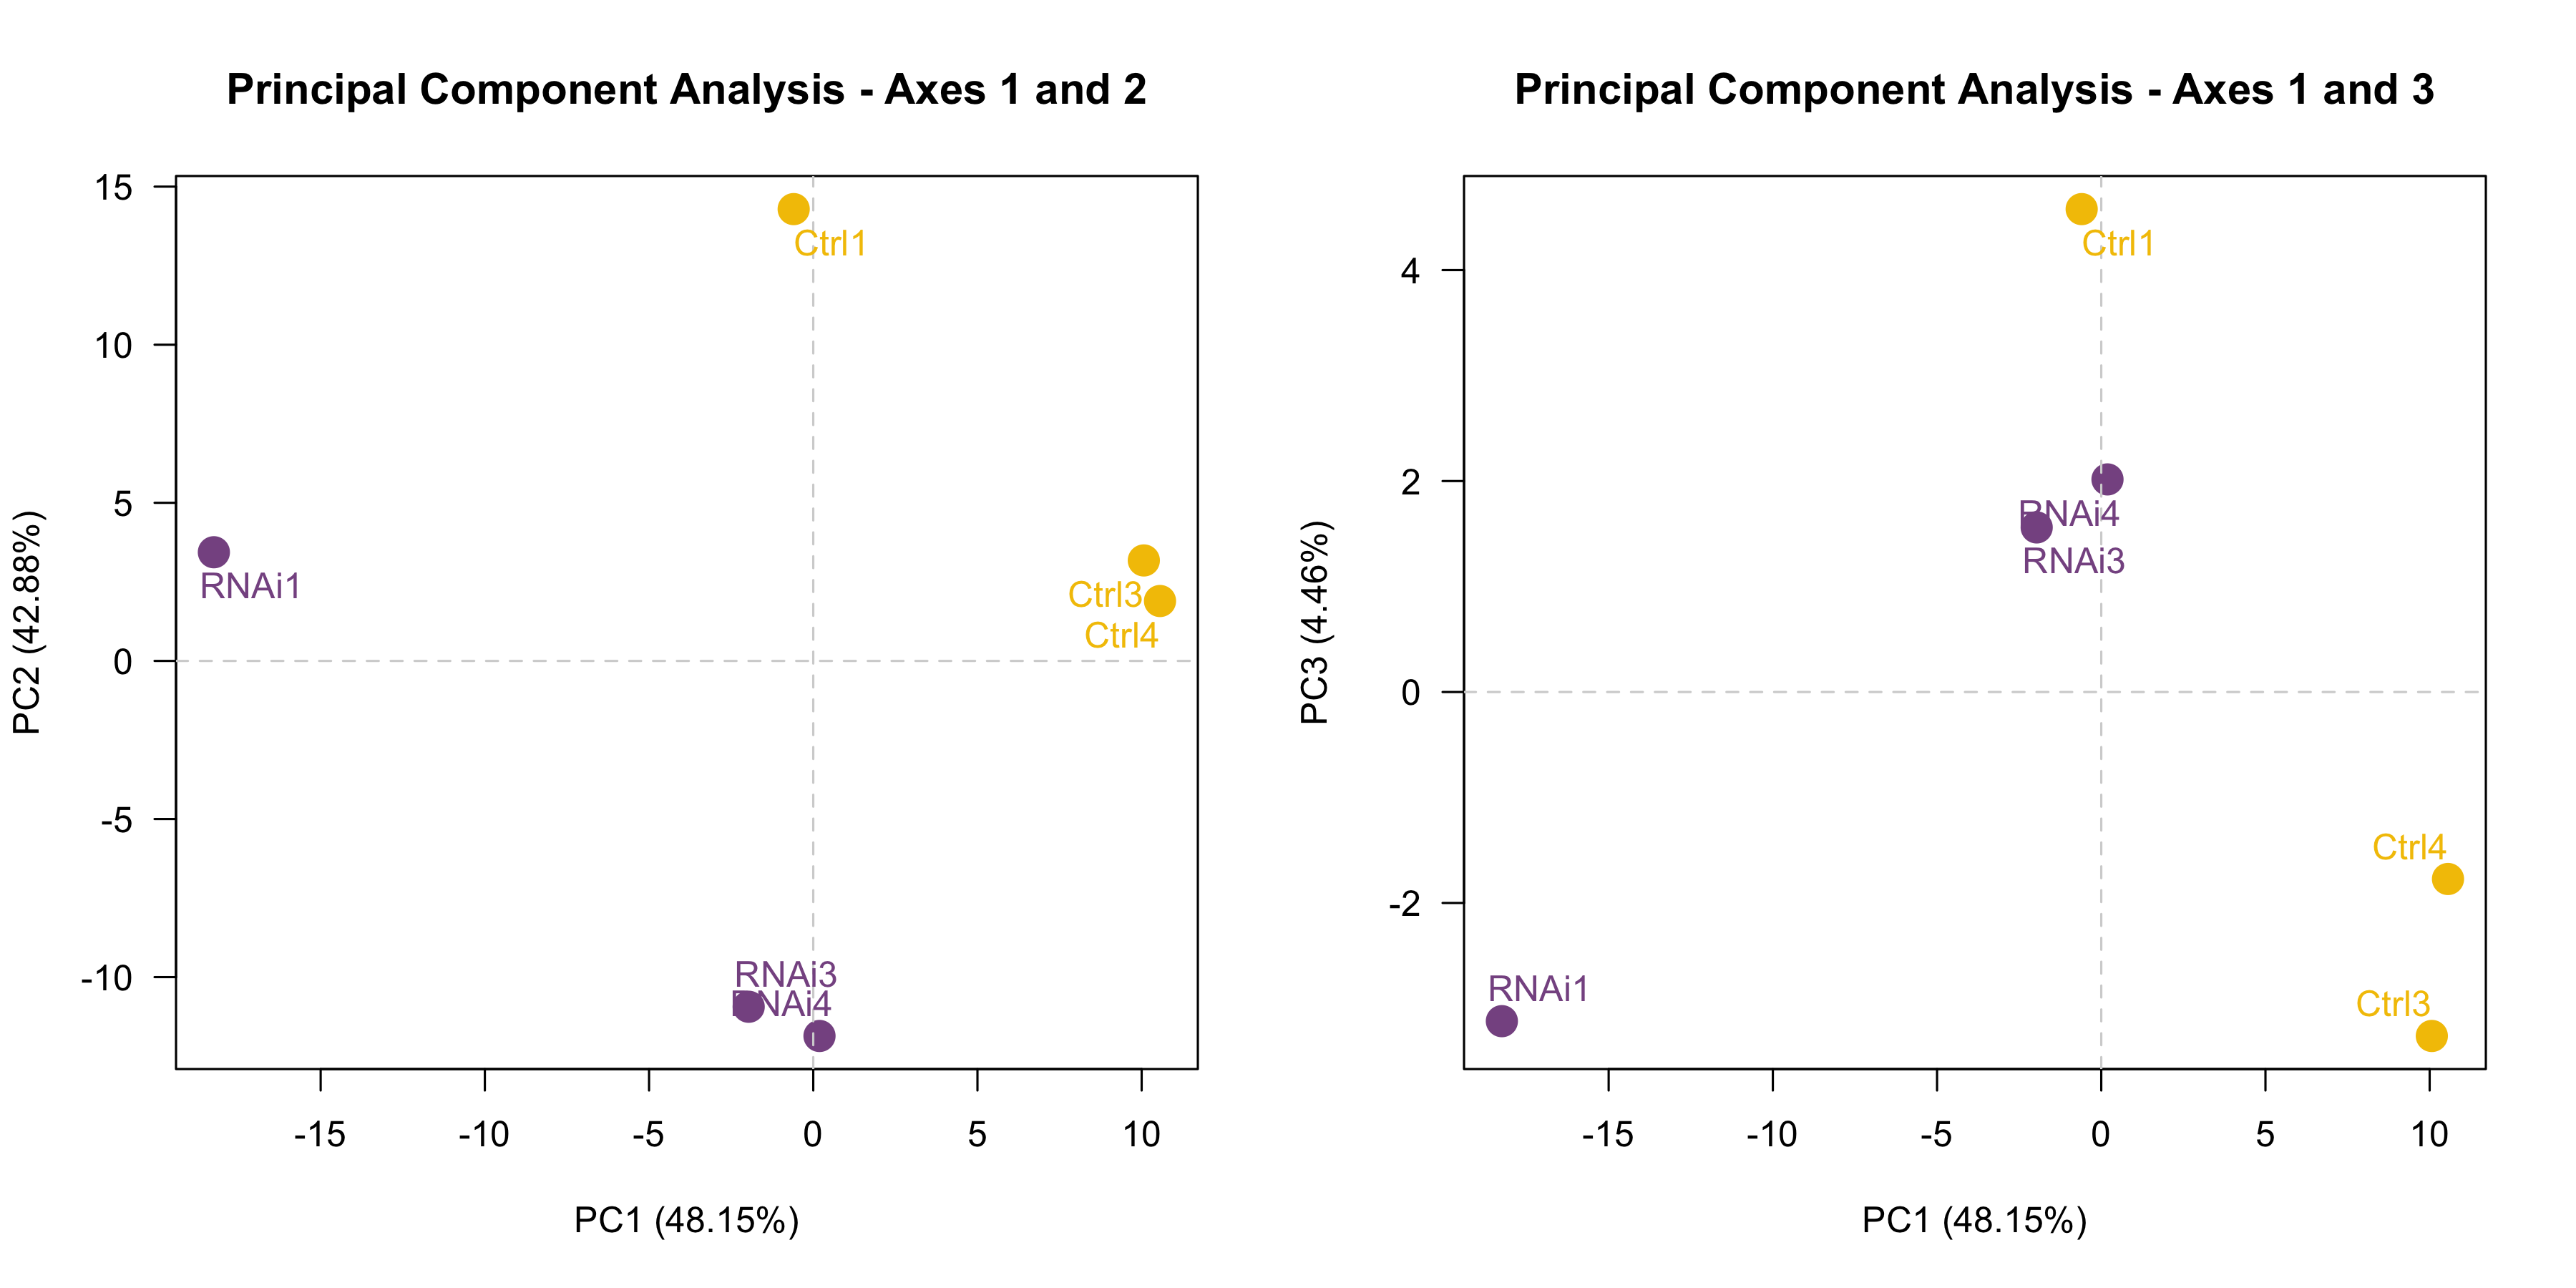 Principal Component Analysis - Axes 1 and 2
15
10
5
0
-5
-10
PC2 (42.88%)
Ctrl1
RNAi1
Ctrl3
Ctrl4
RNAi3
RNAi4
-15 -10 -5 0 5 10
PC1 (48.15%)
Principal Component Analysis - Axes 1 and 3
4
2
0
-2
PC3 (4.46%)
Ctrl1
RNAi4
RNAi3
Ctrl4
RNAi1
Ctrl3
-15 -10 -5 0 5 10
PC1 (48.15%)